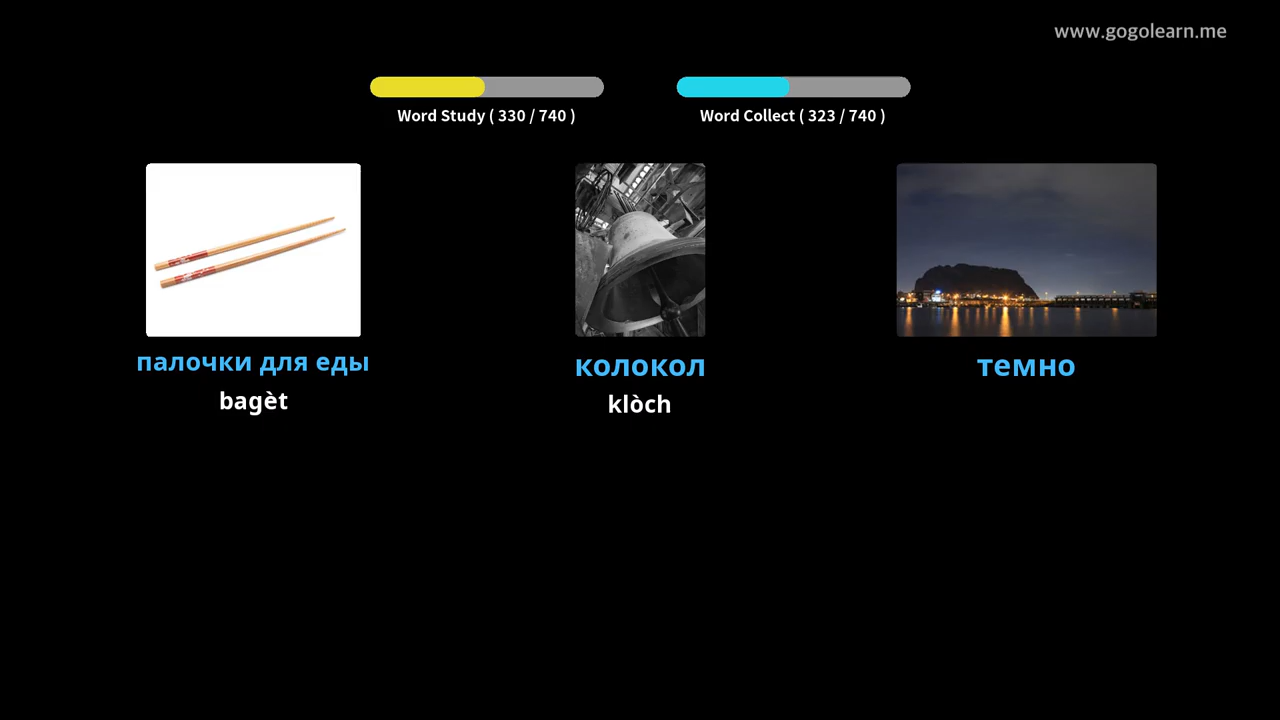 www.gogolearn.me
Word Study ( 330 / 740 )
Word Collect ( 323 / 740 )
палочки для еды
bagèt
колокол
klòch
темно